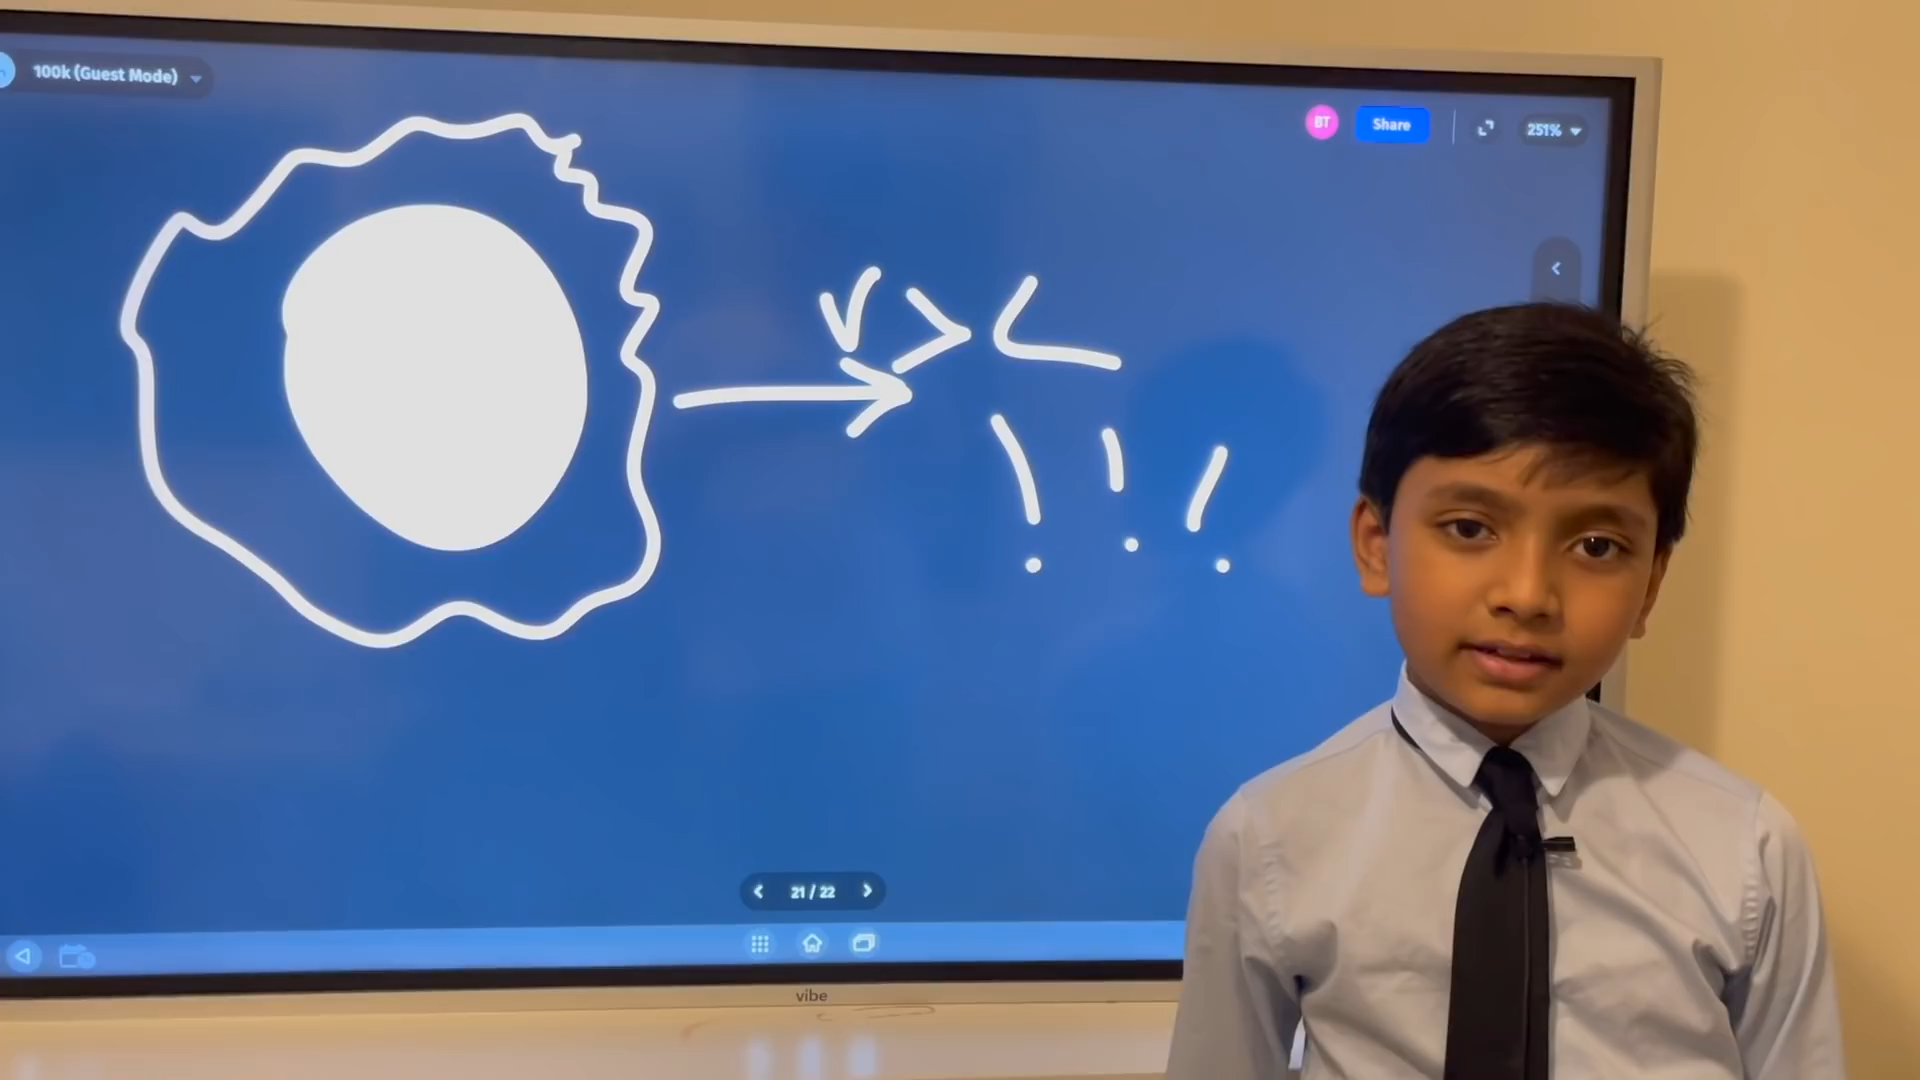 100k (Guest Mode)
BT
Share
251%
V > C
!!!
21 / 22
vibe